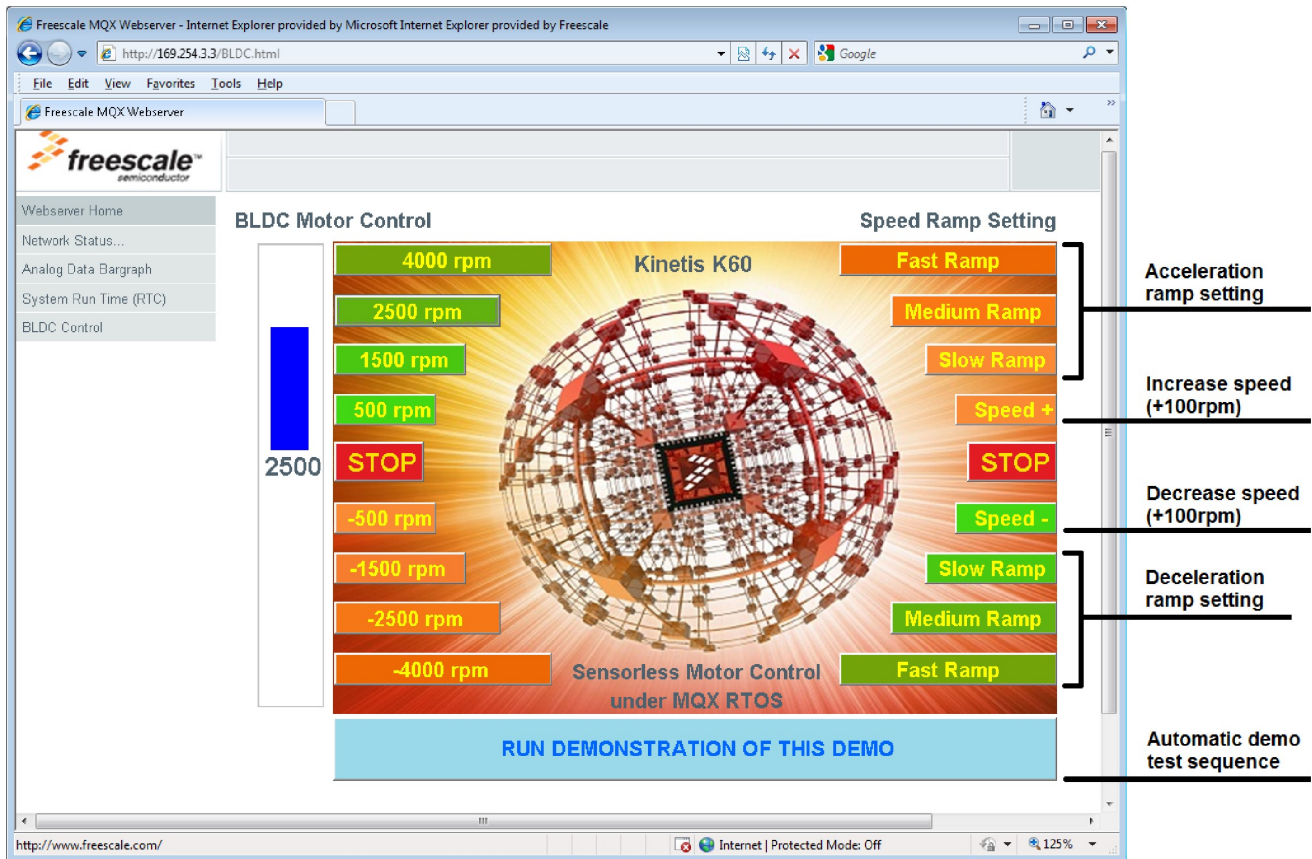 Freescale MQX Webserver - Internet Explorer provided by Microsoft Internet Explorer provided by Freescale
http://169.254.3.3/BLDC.html
Google
File Edit View Favorites Tools Help
Freescale MQX Webserver
freescale™
semiconductor
Webserver Home
Network Status...
Analog Data Bargraph
System Run Time (RTC)
BLDC Control
BLDC Motor Control
Speed Ramp Setting
4000 rpm
Kinetis K60
Fast Ramp
2500 rpm
Medium Ramp
1500 rpm
Slow Ramp
500 rpm
Speed +
2500
STOP
STOP
-500 rpm
Speed -
-1500 rpm
Slow Ramp
-2500 rpm
Medium Ramp
-4000 rpm
Sensorless Motor Control
under MQX RTOS
Fast Ramp
RUN DEMONSTRATION OF THIS DEMO
Acceleration
ramp setting
Increase speed
(+100rpm)
Decrease speed
(+100rpm)
Deceleration
ramp setting
Automatic demo
test sequence
http://www.freescale.com/
Internet | Protected Mode: Off
125%